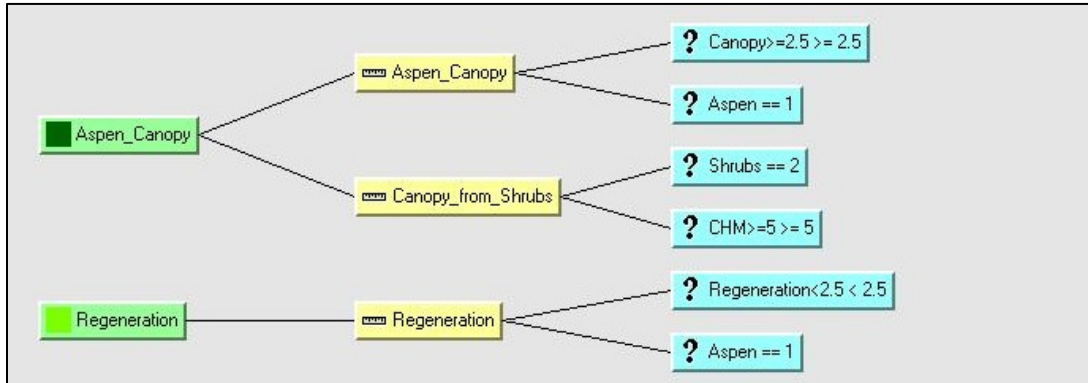 ? Canopy>=2.5 >= 2.5
Aspen_Canopy
? Aspen == 1
Aspen_Canopy
? Shrubs == 2
Canopy_from_Shrubs
? CHM>=5 >= 5
? Regeneration<2.5 < 2.5
Regeneration
Regeneration
? Aspen == 1